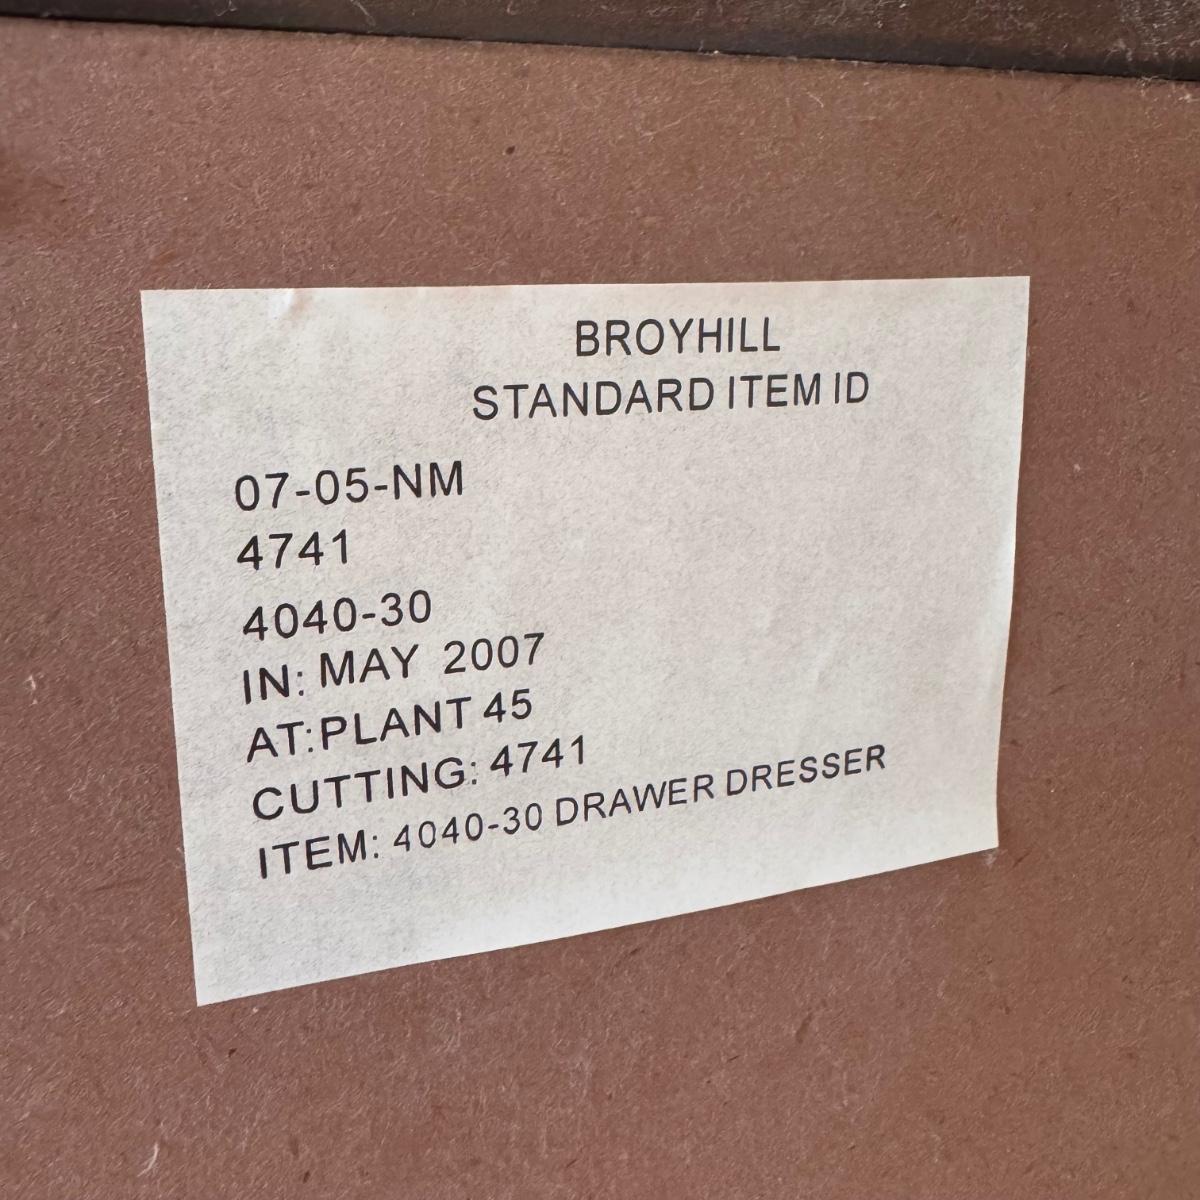 BROYHILL
STANDARD ITEM ID
07-05-NM
4741
4040-30
IN: MAY 2007
AT:PLANT 45
CUTTING: 4741
ITEM: 4040-30 DRAWER DRESSER